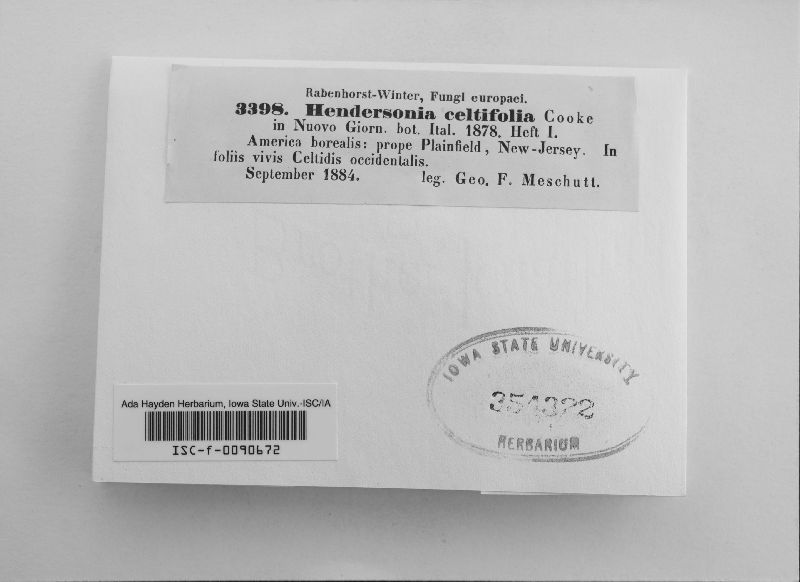 Rabenhorst-Winter, Fungi europaei.
3398. Hendersonia celtifolia Cooke
in Nuovo Giorn. bot. Ital. 1878. Heft I.
America borealis: prope Plainfield, New-Jersey. In
foliis vivis Celtidis occidentalis.
September 1884. leg. Geo. F. Meschutt.
IOWA STATE UNIVERSITY
354322
HERBARIUM
Ada Hayden Herbarium, Iowa State Univ.-ISC/IA
ISC-f-0090672